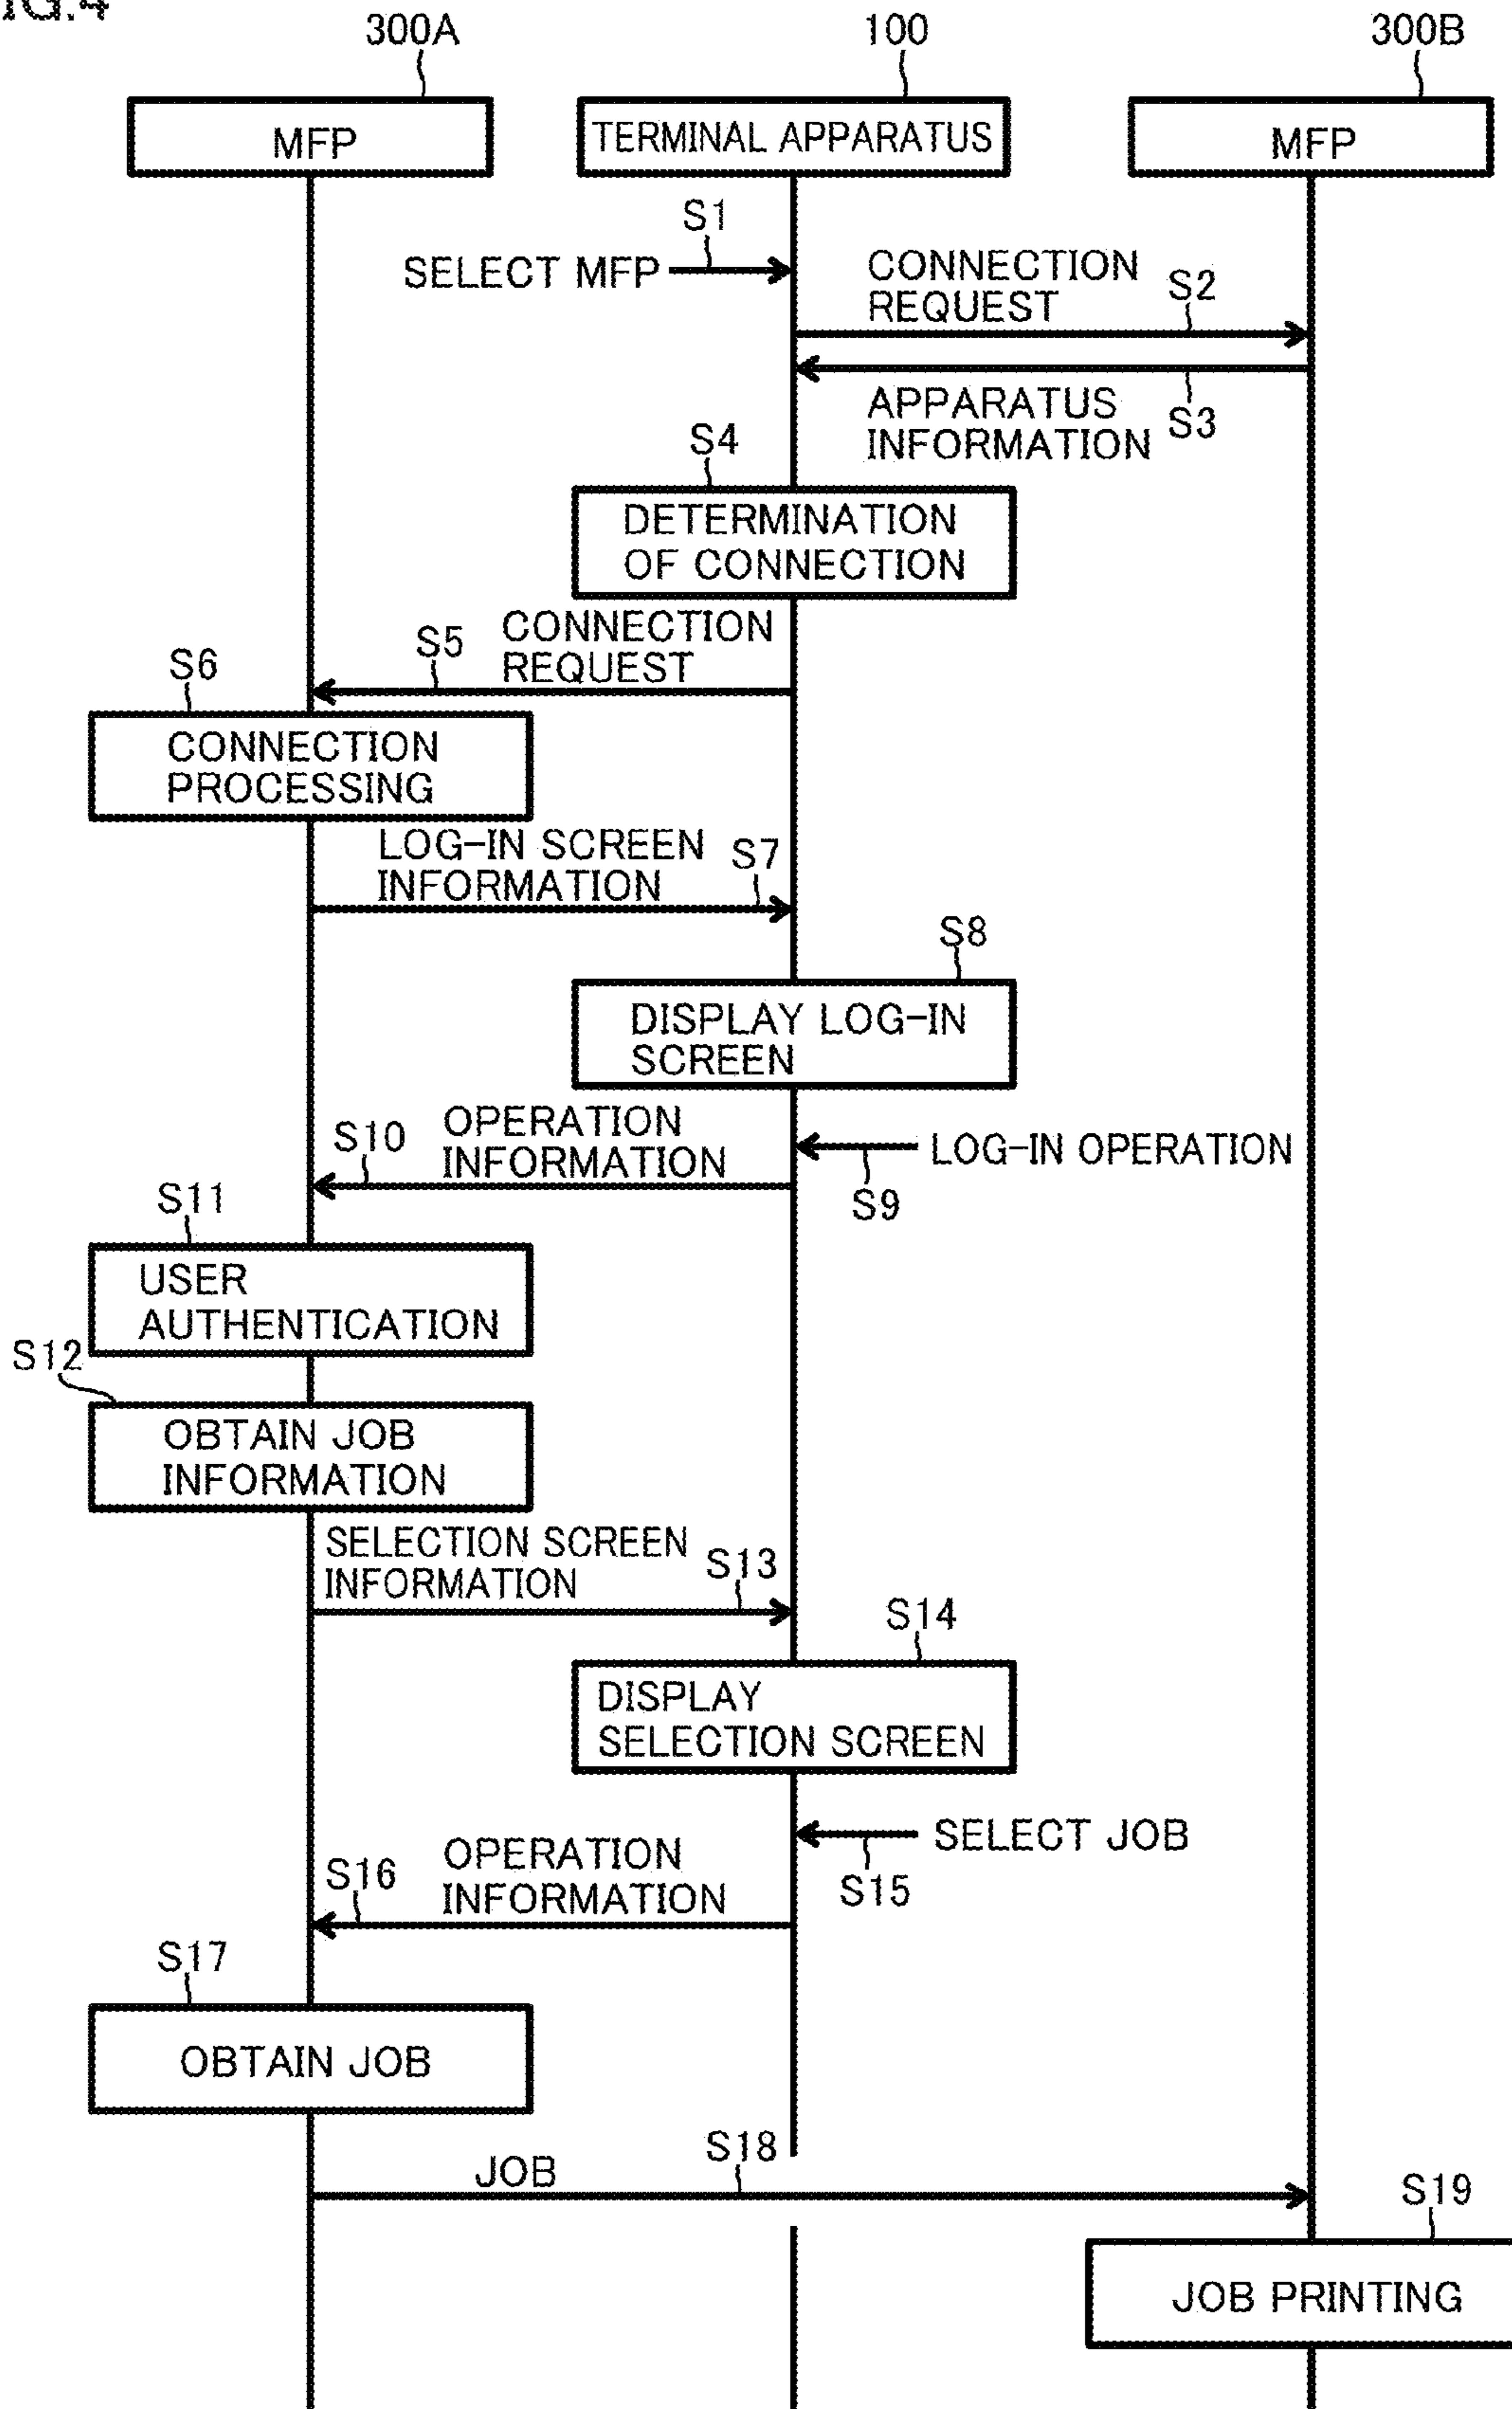 FIG.4
300A
100
300B
MFP
TERMINAL APPARATUS
MFP
S1
SELECT MFP
CONNECTION
REQUEST
S2
APPARATUS
INFORMATION
S3
S4
DETERMINATION
OF CONNECTION
CONNECTION
REQUEST
S5
S6
CONNECTION
PROCESSING
LOG-IN SCREEN
INFORMATION
S7
S8
DISPLAY LOG-IN
SCREEN
OPERATION
INFORMATION
S10
LOG-IN OPERATION
S9
S11
USER
AUTHENTICATION
S12
OBTAIN JOB
INFORMATION
SELECTION SCREEN
INFORMATION
S13
S14
DISPLAY
SELECTION SCREEN
SELECT JOB
S15
OPERATION
INFORMATION
S16
S17
OBTAIN JOB
JOB
S18
S19
JOB PRINTING